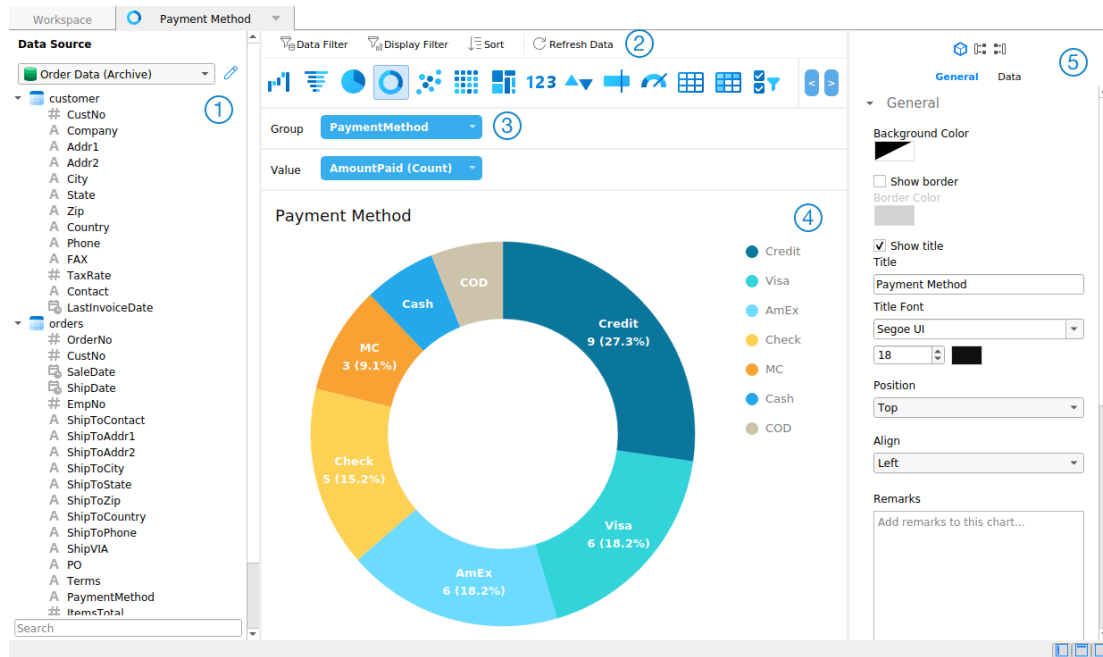 Workspace
Payment Method
Data Source
Order Data (Archive)
1
customer
CustNo
Company
Addr1
Addr2
City
State
Zip
Country
Phone
FAX
TaxRate
Contact
LastInvoiceDate
orders
OrderNo
CustNo
SaleDate
ShipDate
EmpNo
ShipToContact
ShipToAddr1
ShipToAddr2
ShipToCity
ShipToState
ShipToZip
ShipToCountry
ShipToPhone
ShipVIA
PO
Terms
PaymentMethod
ItemsTotal
Search
Data Filter
Display Filter
Sort
Refresh Data
2
123
< >
Group
PaymentMethod
3
Value
AmountPaid (Count)
Payment Method
4
COD
Cash
MC
3 (9.1%)
Check
5 (15.2%)
AmEx
6 (18.2%)
Visa
6 (18.2%)
Credit
9 (27.3%)
Credit
Visa
AmEx
Check
MC
Cash
COD
5
General
Data
General
Background Color
Show border
Border Color
Show title
Title
Payment Method
Title Font
Segoe UI
18
Position
Top
Align
Left
Remarks
Add remarks to this chart...